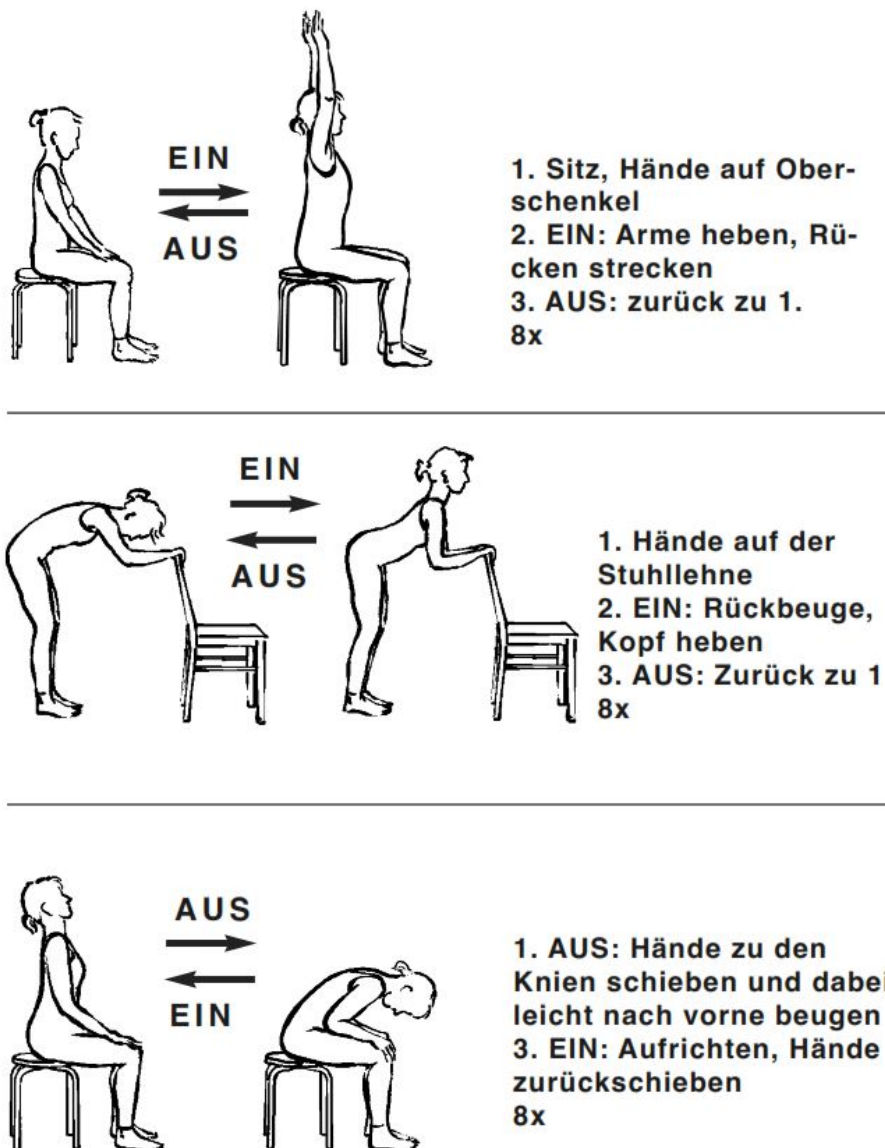 EIN
AUS
1. Sitz, Hände auf Ober-
schenkel
2. EIN: Arme heben, Rü-
cken strecken
3. AUS: zurück zu 1.
8x
EIN
AUS
1. Hände auf der
Stuhllehne
2. EIN: Rückbeuge,
Kopf heben
3. AUS: Zurück zu 1
8x
AUS
EIN
1. AUS: Hände zu den
Knien schieben und dabei
leicht nach vorne beugen
3. EIN: Aufrichten, Hände
zurückschieben
8x